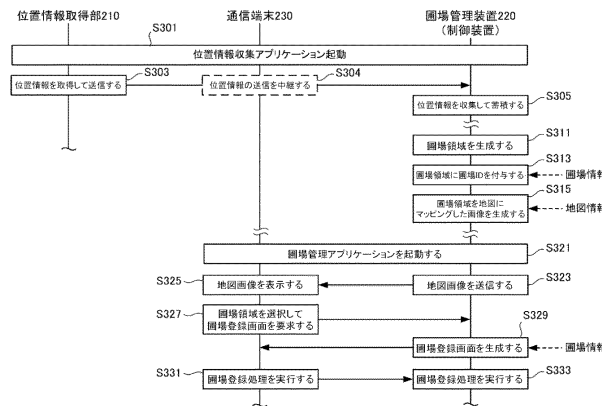 位置情報取得部210
通信端末230
圃場管理装置220
(制御装置)
S301
位置情報収集アプリケーション起動
S303
S304
位置情報を取得して送信する
位置情報の送信を中継する
S305
位置情報を収集して蓄積する
S311
圃場領域を生成する
S313
圃場領域に圃場IDを付与する
圃場情報
S315
圃場領域を地図に
マッピングした画像を生成する
地図情報
圃場管理アプリケーションを起動する
S321
S325
地図画像を表示する
地図画像を送信する
S323
S327
圃場領域を選択して
圃場登録画面を要求する
S329
圃場登録画面を生成する
圃場情報
S331
圃場登録処理を実行する
圃場登録処理を実行する
S333